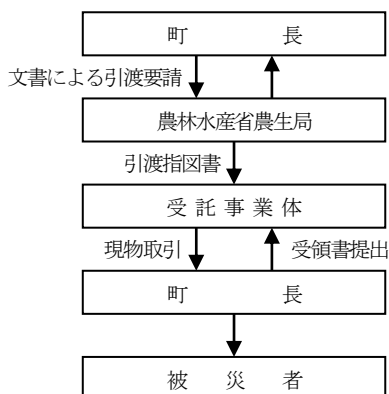 町　　　　長
文書による引渡要請
農林水産省農生局
引渡指図書
受 託 事 業 体
現物取引　受領書提出
町　　　　長
被　　災　　者